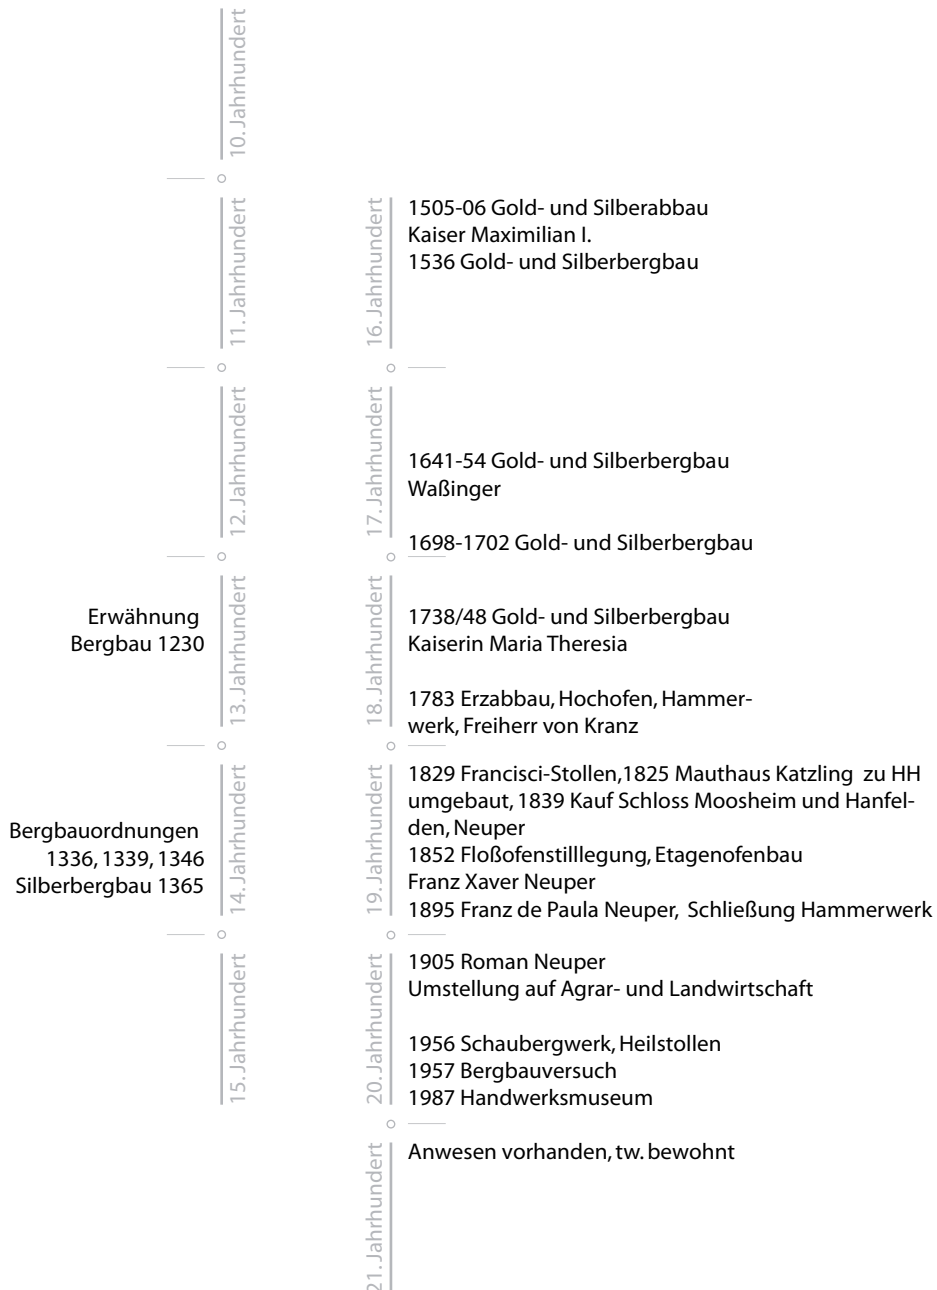 10. Jahrhundert
11. Jahrhundert
12. Jahrhundert
13. Jahrhundert
Erwähnung
Bergbau 1230
14. Jahrhundert
Bergbauordnungen
1336, 1339, 1346
Silberbergbau 1365
15. Jahrhundert
16. Jahrhundert
1505-06 Gold- und Silberabbau
Kaiser Maximilian I.
1536 Gold- und Silberbergbau
17. Jahrhundert
1641-54 Gold- und Silberbergbau
Waßinger
1698-1702 Gold- und Silberbergbau
18. Jahrhundert
1738/48 Gold- und Silberbergbau
Kaiserin Maria Theresia
1783 Erzabbau, Hochofen, Hammer-
werk, Freiherr von Kranz
19. Jahrhundert
1829 Francisci-Stollen,1825 Mauthaus Katzling zu HH
umgebaut, 1839 Kauf Schloss Moosheim und Hanfel-
den, Neuper
1852 Floßofenstilllegung, Etagenofenbau
Franz Xaver Neuper
1895 Franz de Paula Neuper, Schließung Hammerwerk
20. Jahrhundert
1905 Roman Neuper
Umstellung auf Agrar- und Landwirtschaft
1956 Schaubergwerk, Heilstollen
1957 Bergbauversuch
1987 Handwerksmuseum
21. Jahrhundert
Anwesen vorhanden, tw. bewohnt